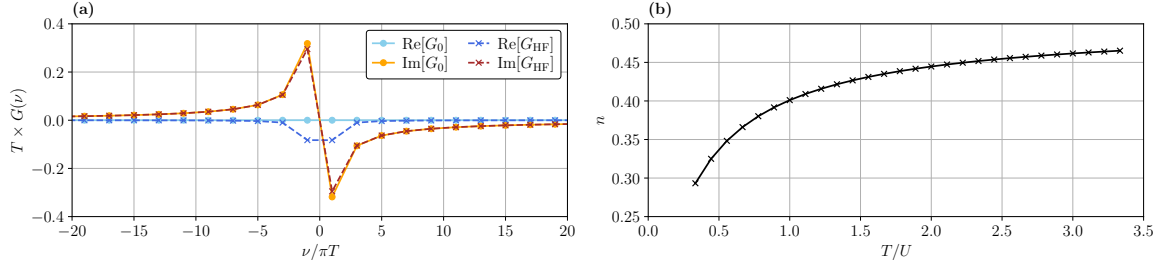 (a)
0.4
0.2
0.0
−0.2
−0.4
T × G(ν)
Re[G₀]
Im[G₀]
Re[G_HF]
Im[G_HF]
−20 −15 −10 −5 0 5 10 15 20
ν/πT
(b)
0.50
0.45
0.40
0.35
0.30
0.25
n
0.0 0.5 1.0 1.5 2.0 2.5 3.0 3.5
T/U